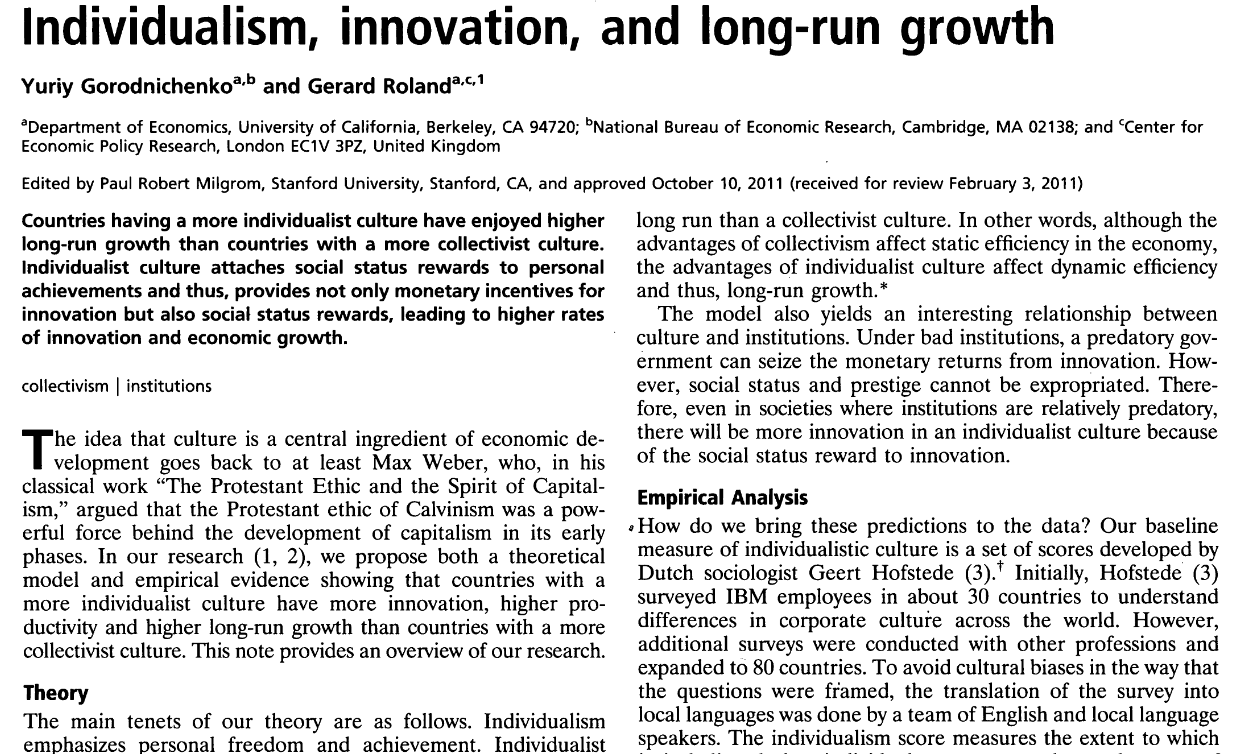 Individualism, innovation, and long-run growth
Yuriy Gorodnichenkoa,b and Gerard Rolanda,c,1
aDepartment of Economics, University of California, Berkeley, CA 94720; bNational Bureau of Economic Research, Cambridge, MA 02138; and cCenter for
Economic Policy Research, London EC1V 3PZ, United Kingdom
Edited by Paul Robert Milgrom, Stanford University, Stanford, CA, and approved October 10, 2011 (received for review February 3, 2011)
Countries having a more individualist culture have enjoyed higher
long-run growth than countries with a more collectivist culture.
Individualist culture attaches social status rewards to personal
achievements and thus, provides not only monetary incentives for
innovation but also social status rewards, leading to higher rates
of innovation and economic growth.
collectivism | institutions
The idea that culture is a central ingredient of economic de-
velopment goes back to at least Max Weber, who, in his
classical work “The Protestant Ethic and the Spirit of Capital-
ism,” argued that the Protestant ethic of Calvinism was a pow-
erful force behind the development of capitalism in its early
phases. In our research (1, 2), we propose both a theoretical
model and empirical evidence showing that countries with a
more individualist culture have more innovation, higher pro-
ductivity and higher long-run growth than countries with a more
collectivist culture. This note provides an overview of our research.
Theory
The main tenets of our theory are as follows. Individualism
emphasizes personal freedom and achievement. Individualist
long run than a collectivist culture. In other words, although the
advantages of collectivism affect static efficiency in the economy,
the advantages of individualist culture affect dynamic efficiency
and thus, long-run growth.*
The model also yields an interesting relationship between
culture and institutions. Under bad institutions, a predatory gov-
ernment can seize the monetary returns from innovation. How-
ever, social status and prestige cannot be expropriated. There-
fore, even in societies where institutions are relatively predatory,
there will be more innovation in an individualist culture because
of the social status reward to innovation.
Empirical Analysis
How do we bring these predictions to the data? Our baseline
measure of individualistic culture is a set of scores developed by
Dutch sociologist Geert Hofstede (3).† Initially, Hofstede (3)
surveyed IBM employees in about 30 countries to understand
differences in corporate culture across the world. However,
additional surveys were conducted with other professions and
expanded to 80 countries. To avoid cultural biases in the way that
the questions were framed, the translation of the survey into
local languages was done by a team of English and local language
speakers. The individualism score measures the extent to which